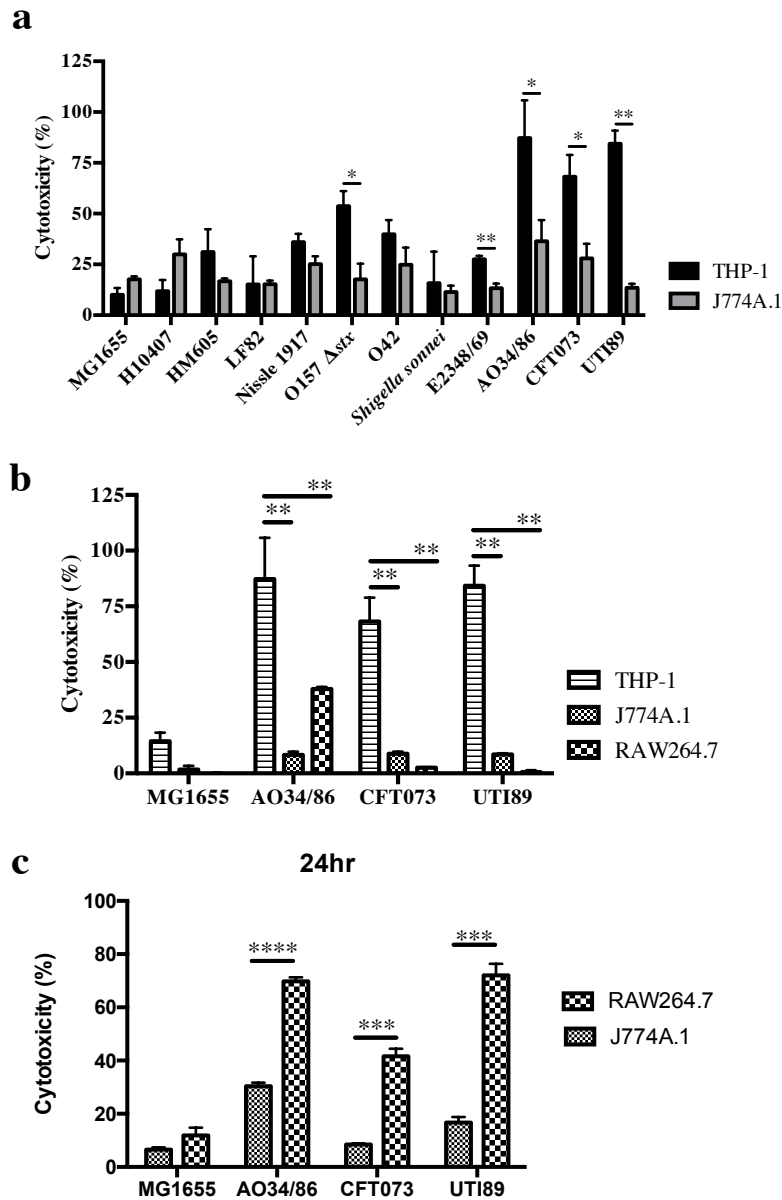 a
125
100
75
50
25
0
Cytotoxicity (%)
*
**
*
*
**
THP-1
J774A.1
MG1655
H10407
HM605
LF82
Nissle 1917
O157 Δstx
O42
Shigella sonnei
E2348/69
AO34/86
CFT073
UTI89
b
125
100
75
50
25
0
Cytotoxicity (%)
**
**
**
**
**
**
THP-1
J774A.1
RAW264.7
MG1655
AO34/86
CFT073
UTI89
c
24hr
100
80
60
40
20
0
Cytotoxicity (%)
****
***
***
RAW264.7
J774A.1
MG1655
AO34/86
CFT073
UTI89